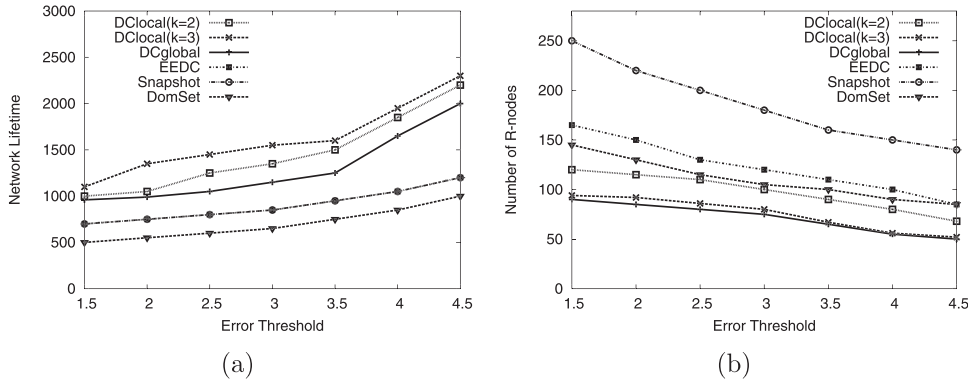 3000
2500
2000
1500
1000
500
0
Network Lifetime
DClocal(k=2)
DClocal(k=3)
DCglobal
EEDC
Snapshot
DomSet
1.5 2 2.5 3 3.5 4 4.5
Error Threshold
(a)
250
200
150
100
50
0
Number of R-nodes
DClocal(k=2)
DClocal(k=3)
DCglobal
EEDC
Snapshot
DomSet
1.5 2 2.5 3 3.5 4 4.5
Error Threshold
(b)